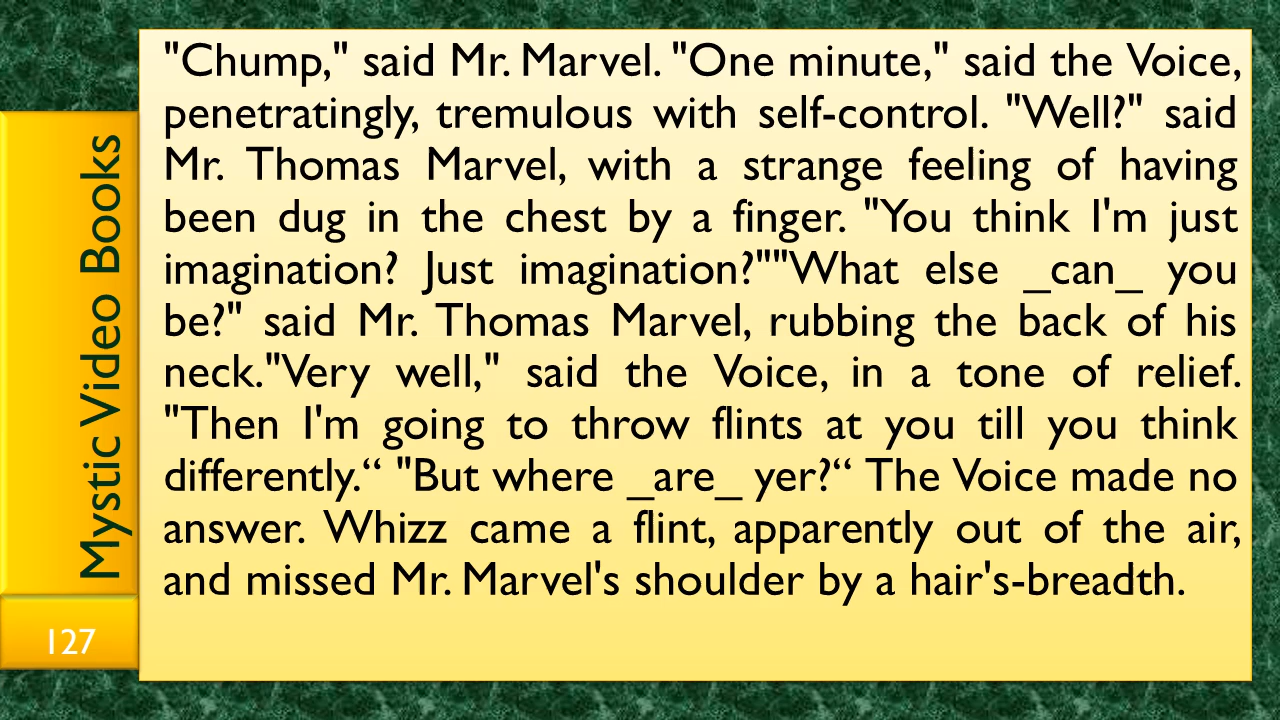 "Chump," said Mr. Marvel. "One minute," said the Voice,
penetratingly, tremulous with self-control. "Well?" said
Mr. Thomas Marvel, with a strange feeling of having
been dug in the chest by a finger. "You think I'm just
imagination? Just imagination?""What else _can_ you
be?" said Mr. Thomas Marvel, rubbing the back of his
neck."Very well," said the Voice, in a tone of relief.
"Then I'm going to throw flints at you till you think
differently.“ "But where _are_ yer?“ The Voice made no
answer. Whizz came a flint, apparently out of the air,
and missed Mr. Marvel's shoulder by a hair's-breadth.
Mystic Video Books
127